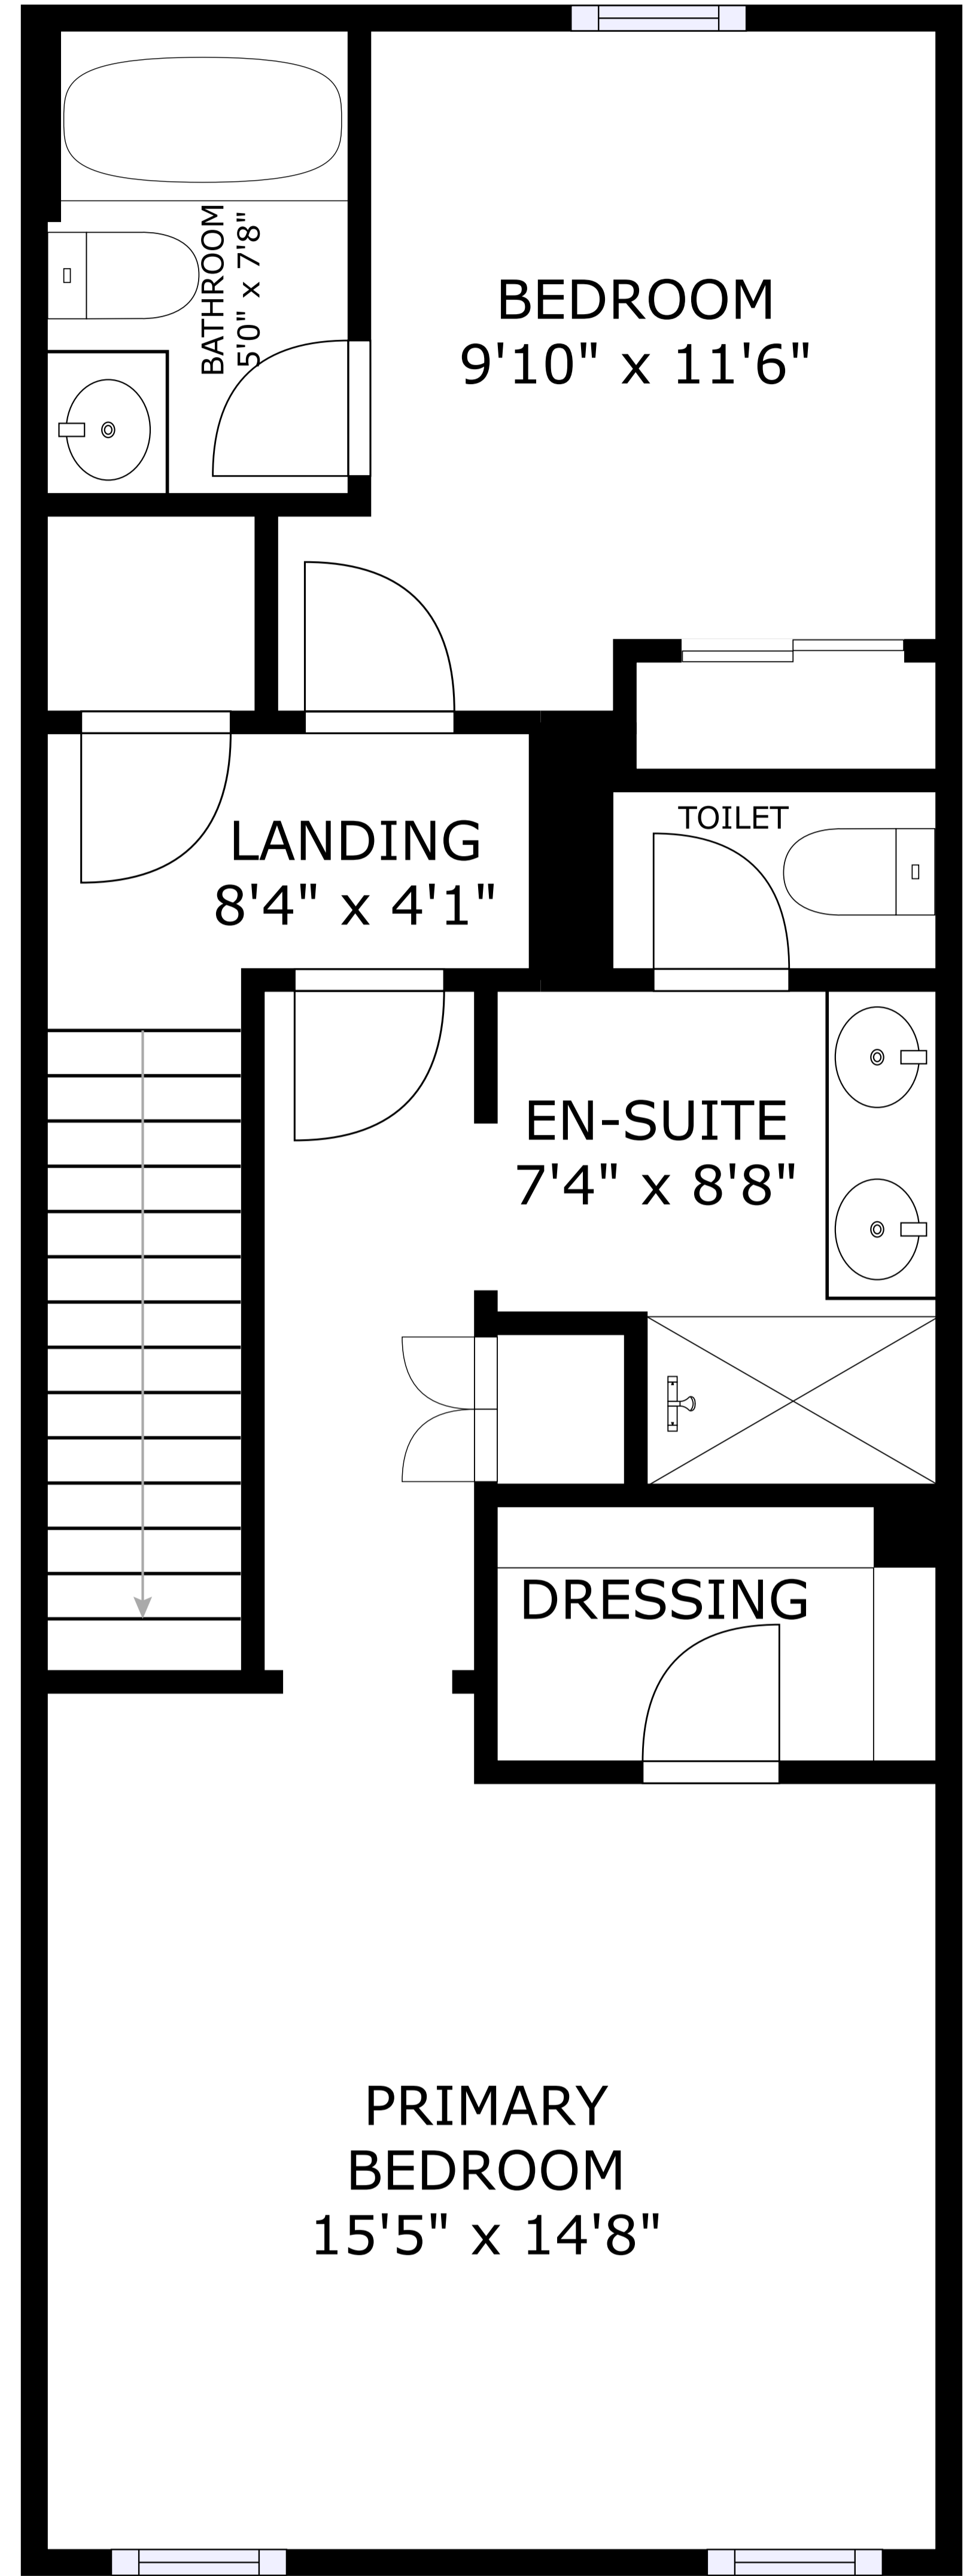 BATHROOM
5'0" x 7'8"
BEDROOM
9'10" x 11'6"
TOILET
LANDING
8'4" x 4'1"
EN-SUITE
7'4" x 8'8"
DRESSING
PRIMARY
BEDROOM
15'5" x 14'8"